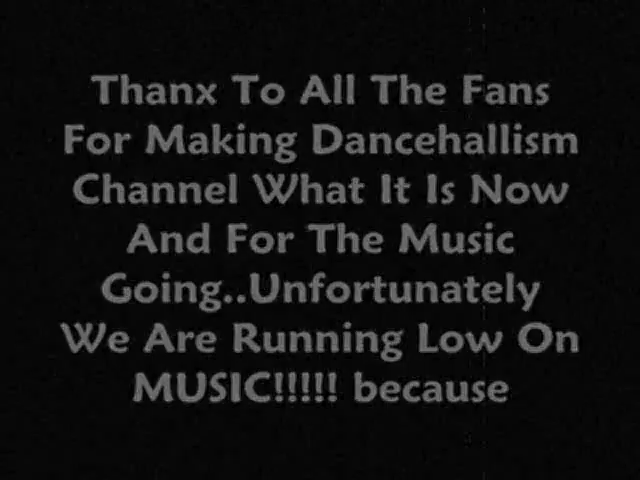 Thanx To All The Fans
For Making Dancehallism
Channel What It Is Now
And For The Music
Going..Unfortunately
We Are Running Low On
MUSIC!!!!! because